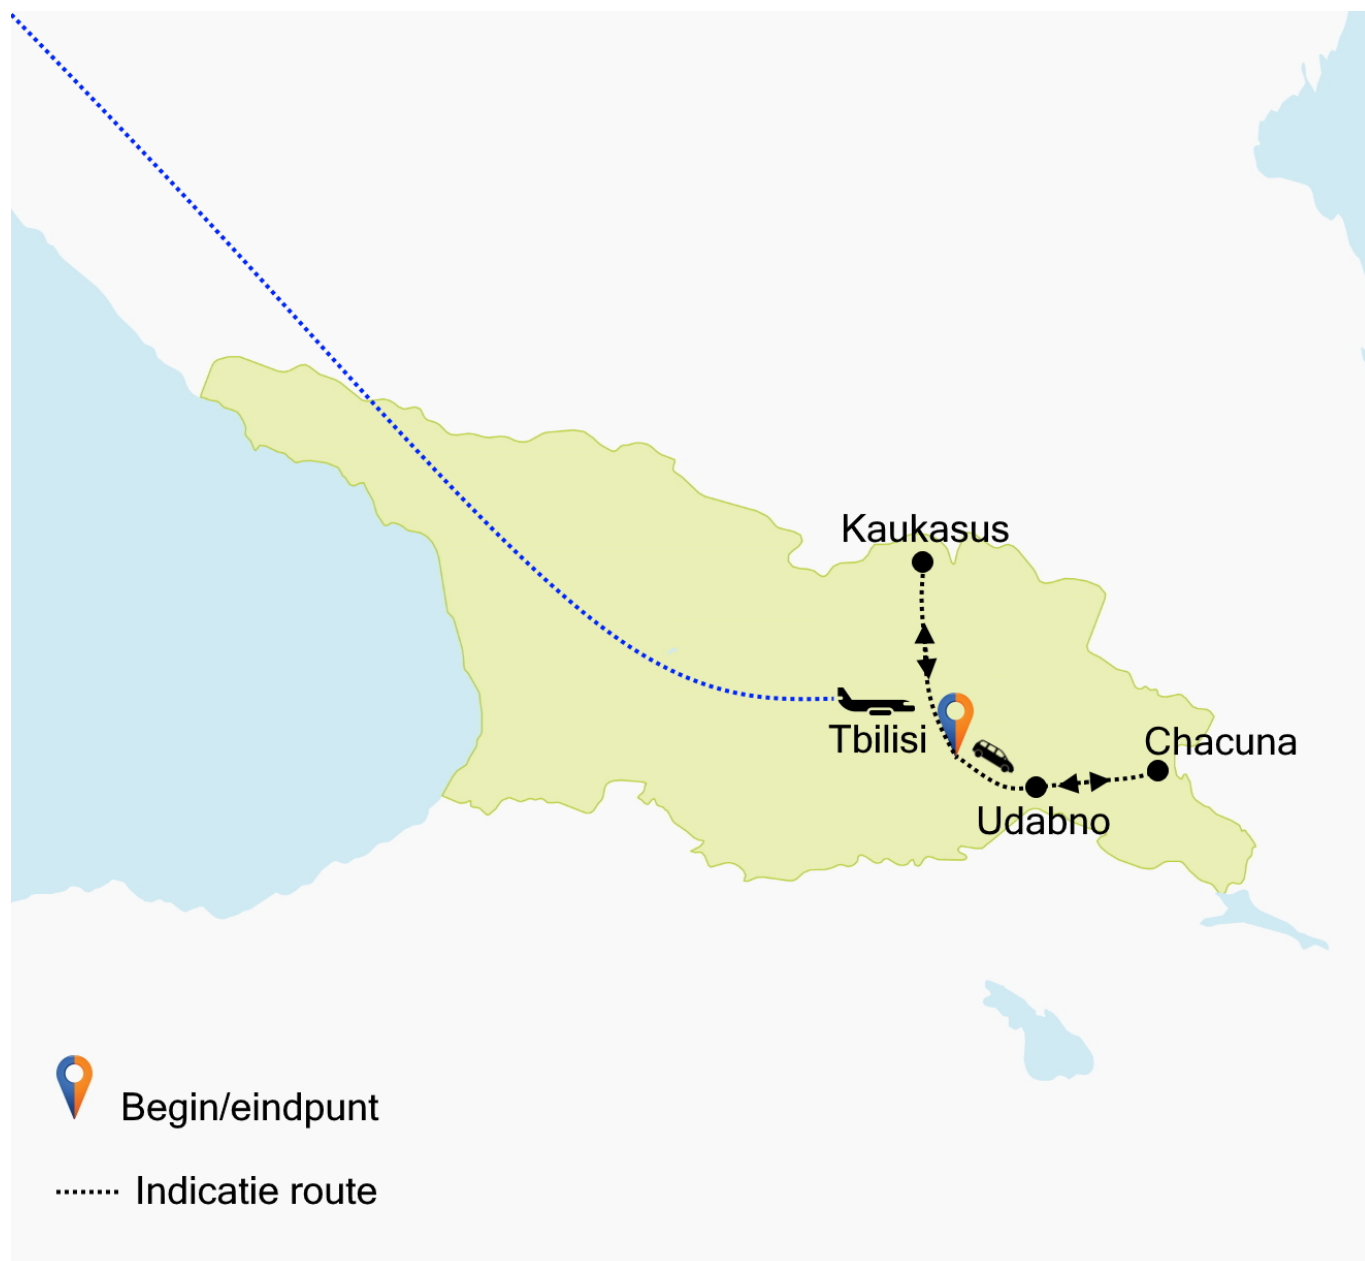 Kaukasus
Tbilisi
Chacuna
Udabno
Begin/eindpunt
Indicatie route